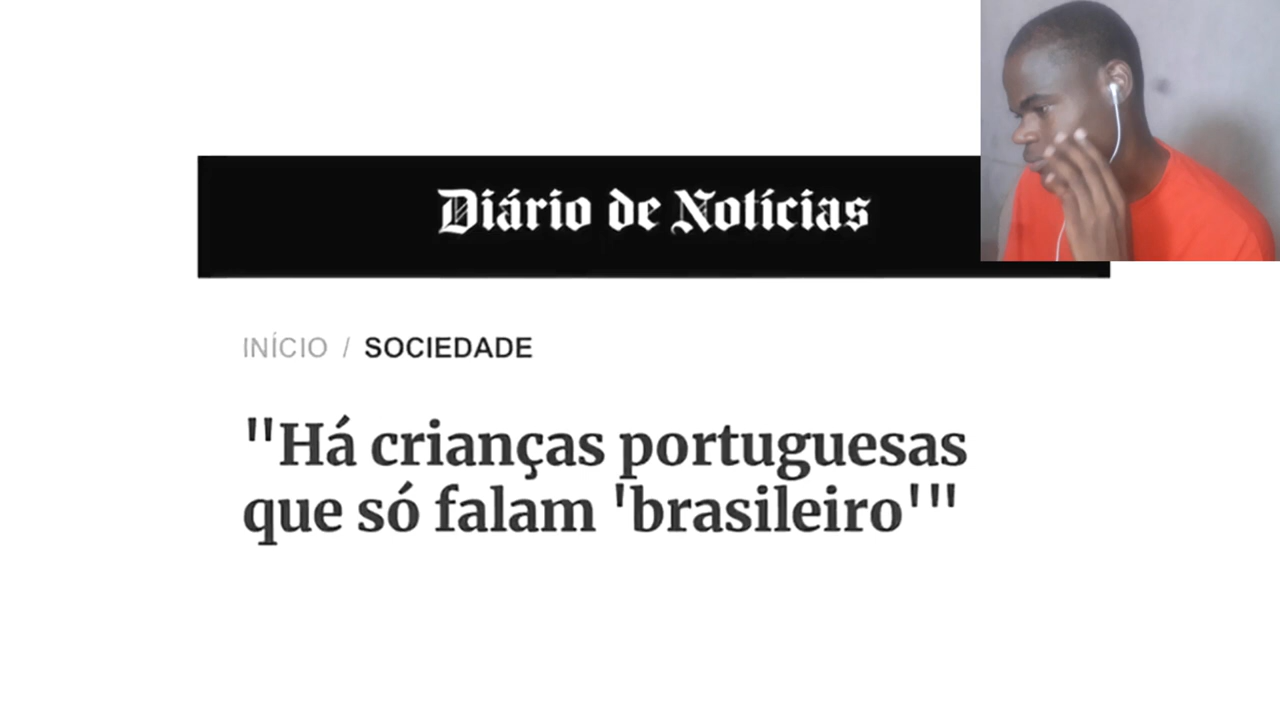 Diário de Notícias
INÍCIO / SOCIEDADE
"Há crianças portuguesas
que só falam 'brasileiro'"